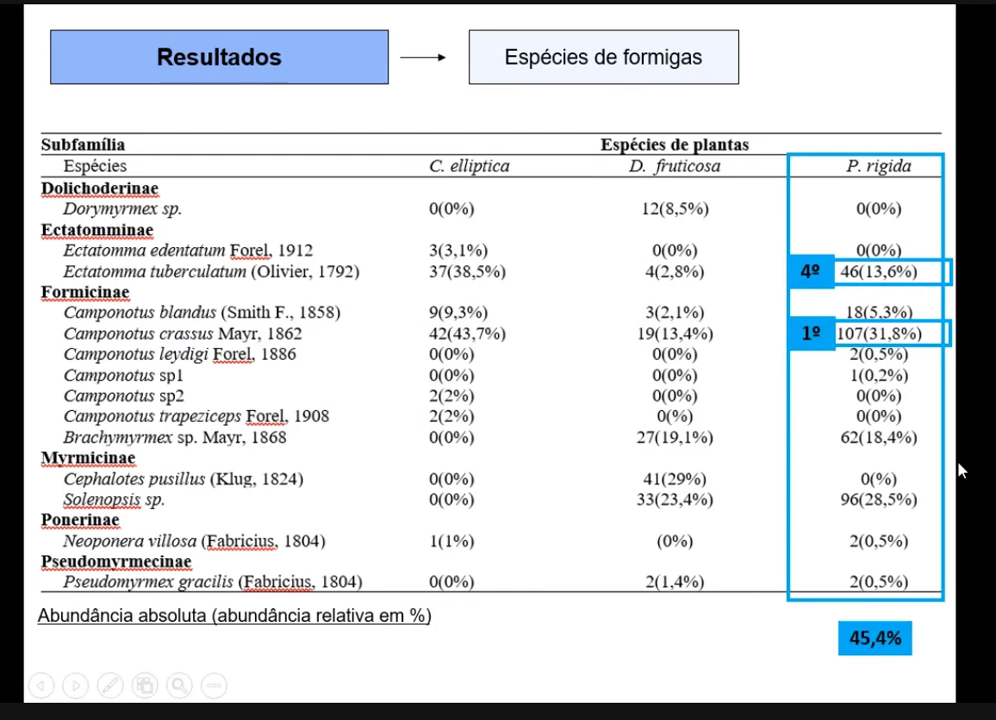 Resultados
Espécies de formigas
Subfamília Espécies de plantas
Espécies C. elliptica D. fruticosa P. rigida
Dolichoderinae
Dorymyrmex sp. 0(0%) 12(8,5%) 0(0%)
Ectatomminae
Ectatomma edentatum Forel, 1912 3(3,1%) 0(0%) 0(0%)
Ectatomma tuberculatum (Olivier, 1792) 37(38,5%) 4(2,8%) 4º 46(13,6%)
Formicinae
Camponotus blandus (Smith F., 1858) 9(9,3%) 3(2,1%) 18(5,3%)
Camponotus crassus Mayr, 1862 42(43,7%) 19(13,4%) 1º 107(31,8%)
Camponotus leydigi Forel, 1886 0(0%) 0(0%) 2(0,5%)
Camponotus sp1 0(0%) 0(0%) 1(0,2%)
Camponotus sp2 2(2%) 0(0%) 0(0%)
Camponotus trapeziceps Forel, 1908 2(2%) 0(%) 0(0%)
Brachymyrmex sp. Mayr, 1868 0(0%) 27(19,1%) 62(18,4%)
Myrmicinae
Cephalotes pusillus (Klug, 1824) 0(0%) 41(29%) 0(%)
Solenopsis sp. 0(0%) 33(23,4%) 96(28,5%)
Ponerinae
Neoponera villosa (Fabricius, 1804) 1(1%) (0%) 2(0,5%)
Pseudomyrmecinae
Pseudomyrmex gracilis (Fabricius, 1804) 0(0%) 2(1,4%) 2(0,5%)
Abundância absoluta (abundância relativa em %)
45,4%